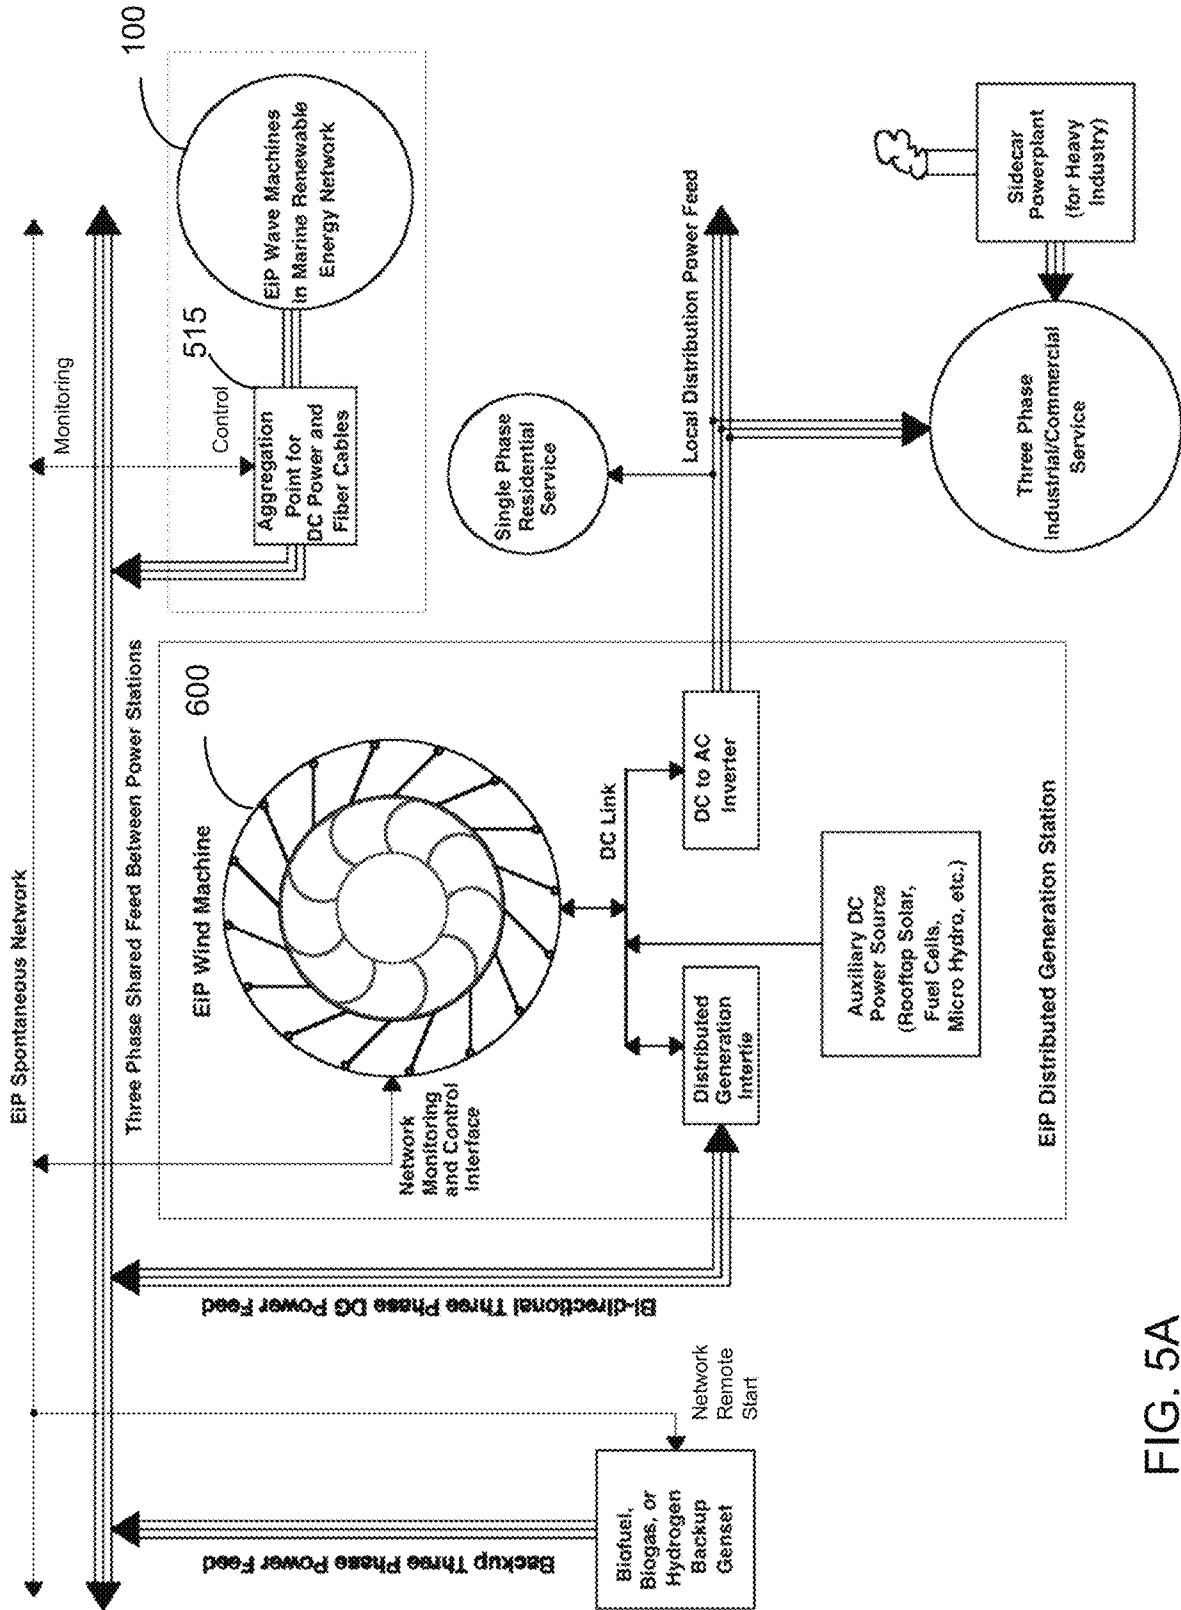 EiP Spontaneous Network
Three Phase Shared Feed Between Power Stations
Monitoring
Control
100
515
EiP Wave Machines
in Marine Renewable
Energy Network
Aggregation
Point for
DC Power and
Fiber Cables
600
EiP Wind Machine
Network
Monitoring
and Control
Interface
DC Link
Distributed
Generation
Intertie
DC to AC
Inverter
Auxiliary DC
Power Source
(Rooftop Solar,
Fuel Cells,
Micro Hydro, etc.)
EiP Distributed Generation Station
Single Phase
Residential
Service
Local Distribution Power Feed
Three Phase
Industrial/Commercial
Service
Sidecar
Powerplant
(for Heavy
Industry)
Bi-directional Three Phase DG Power Feed
Backup Three Phase Power Feed
Network
Remote
Start
Biofuel,
Biogas, or
Hydrogen
Backup
Genset
FIG. 5A